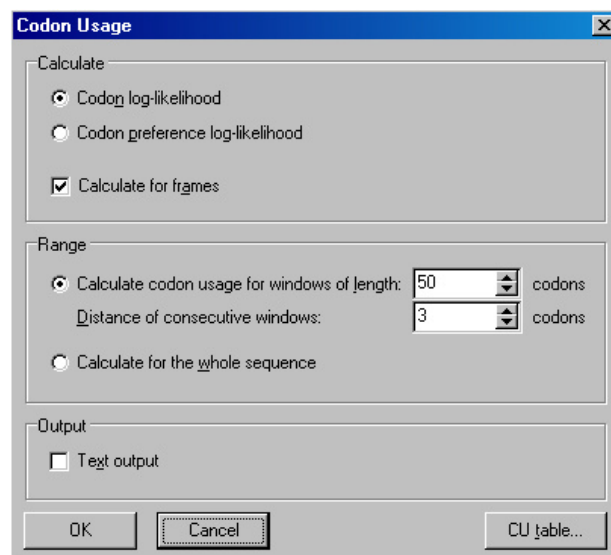 Codon Usage
Calculate
Codon log-likelihood
Codon preference log-likelihood
Calculate for frames
Range
Calculate codon usage for windows of length: 50 codons
Distance of consecutive windows: 3 codons
Calculate for the whole sequence
Output
Text output
OK Cancel CU table...